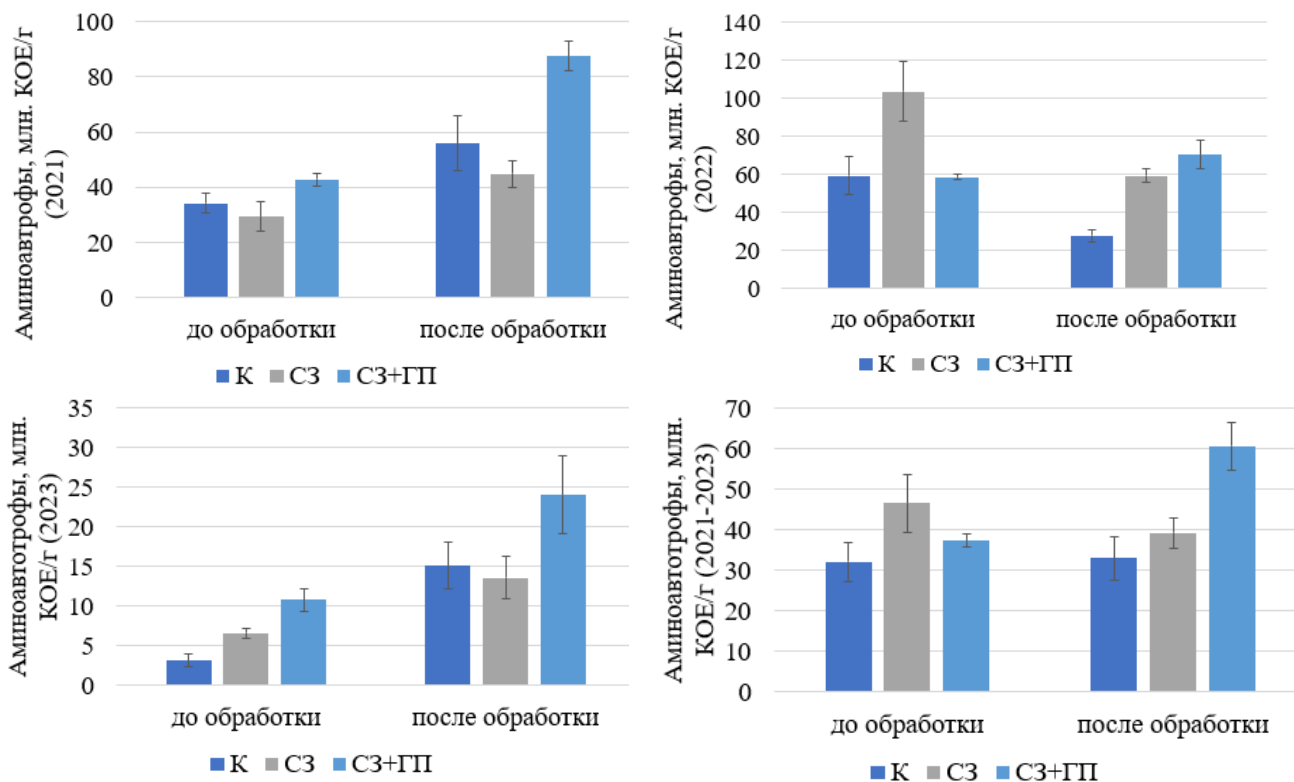 Аминоавтрофы, млн. КОЕ/г
(2021)
100
80
60
40
20
0
до обработки
после обработки
К СЗ СЗ+ГП
Аминоавтрофы, млн. КОЕ/г
(2022)
140
120
100
80
60
40
20
0
до обработки
после обработки
К СЗ СЗ+ГП
Аминоавтотрофы, млн.
КОЕ/г (2023)
35
30
25
20
15
10
5
0
до обработки
после обработки
К СЗ СЗ+ГП
Аминоавтотрофы, млн.
КОЕ/г (2021-2023)
70
60
50
40
30
20
10
0
до обработки
после обработки
К СЗ СЗ+ГП